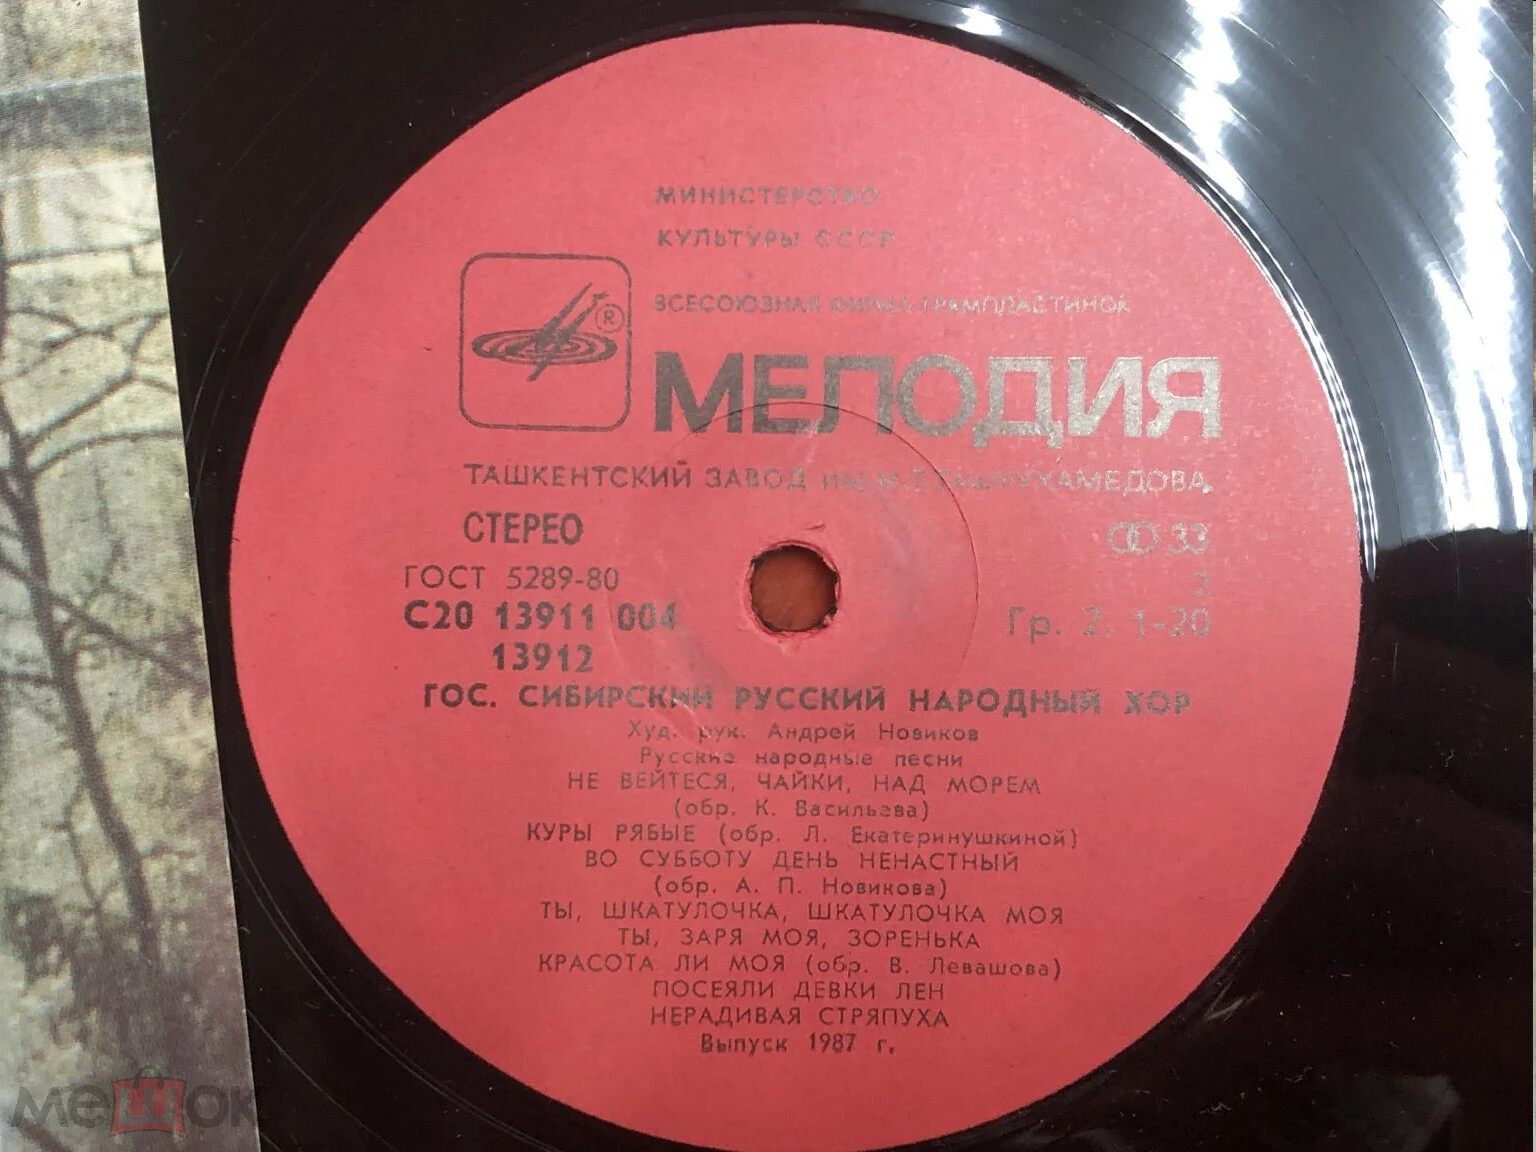 МИНИСТЕРСТВО
КУЛЬТУРЫ СССР
ВСЕСОЮЗНАЯ ФИРМА ГРАМПЛАСТИНОК
®
МЕЛОДИЯ
ТАШКЕНТСКИЙ ЗАВОД ИМ. М. Т. ТАШМУХАМЕДОВА
СТЕРЕО 33
ГОСТ 5289-80 2
С20 13911 004 Гр. 2. 1-20
13912
ГОС. СИБИРСКИЙ РУССКИЙ НАРОДНЫЙ ХОР
Худ. рук. Андрей Новиков
Русские народные песни
НЕ ВЕЙТЕСЯ, ЧАЙКИ, НАД МОРЕМ
(обр. К. Васильева)
КУРЫ РЯБЫЕ (обр. Л. Екатеринушкиной)
ВО СУББОТУ ДЕНЬ НЕНАСТНЫЙ
(обр. А. П. Новикова)
ТЫ, ШКАТУЛОЧКА, ШКАТУЛОЧКА МОЯ
ТЫ, ЗАРЯ МОЯ, ЗОРЕНЬКА
КРАСОТА ЛИ МОЯ (обр. В. Левашова)
ПОСЕЯЛИ ДЕВКИ ЛЕН
НЕРАДИВАЯ СТРЯПУХА
Выпуск 1987 г.
мешок